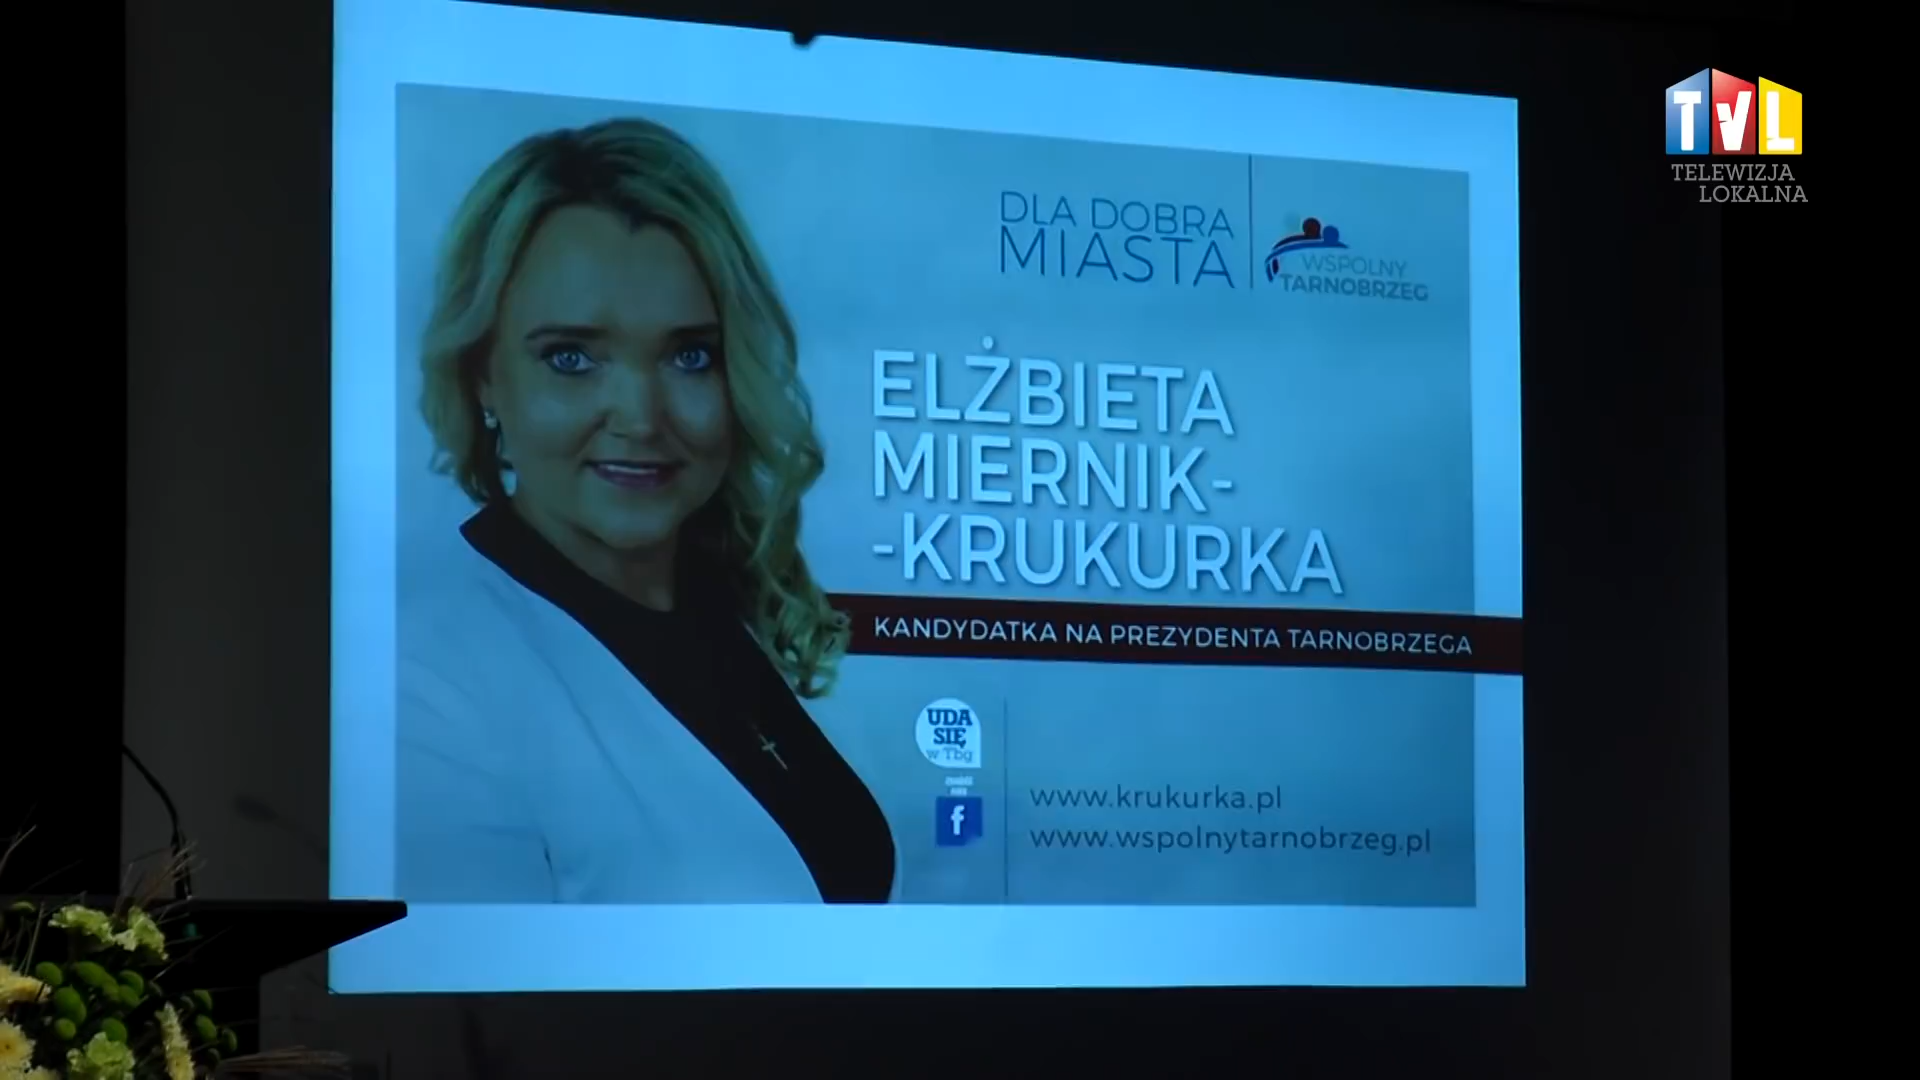 TVL
TELEWIZJA
LOKALNA
DLA DOBRA
MIASTA
WSPOLNY
TARNOBRZEG
ELŻBIETA
MIERNIK-
-KRUKURKA
KANDYDATKA NA PREZYDENTA TARNOBRZEGA
UDA
SIĘ
w Tbg
f
www.krukurka.pl
www.wspolnytarnobrzeg.pl